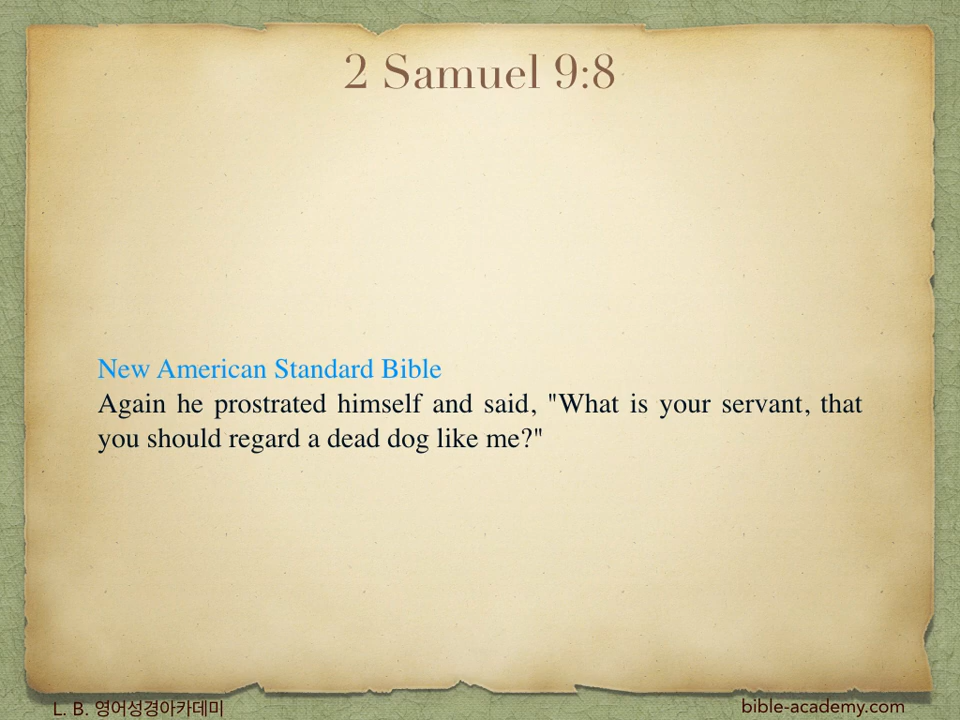 2 Samuel 9:8
New American Standard Bible
Again he prostrated himself and said, "What is your servant, that
you should regard a dead dog like me?"
L. B. 영어성경아카데미
bible-academy.com